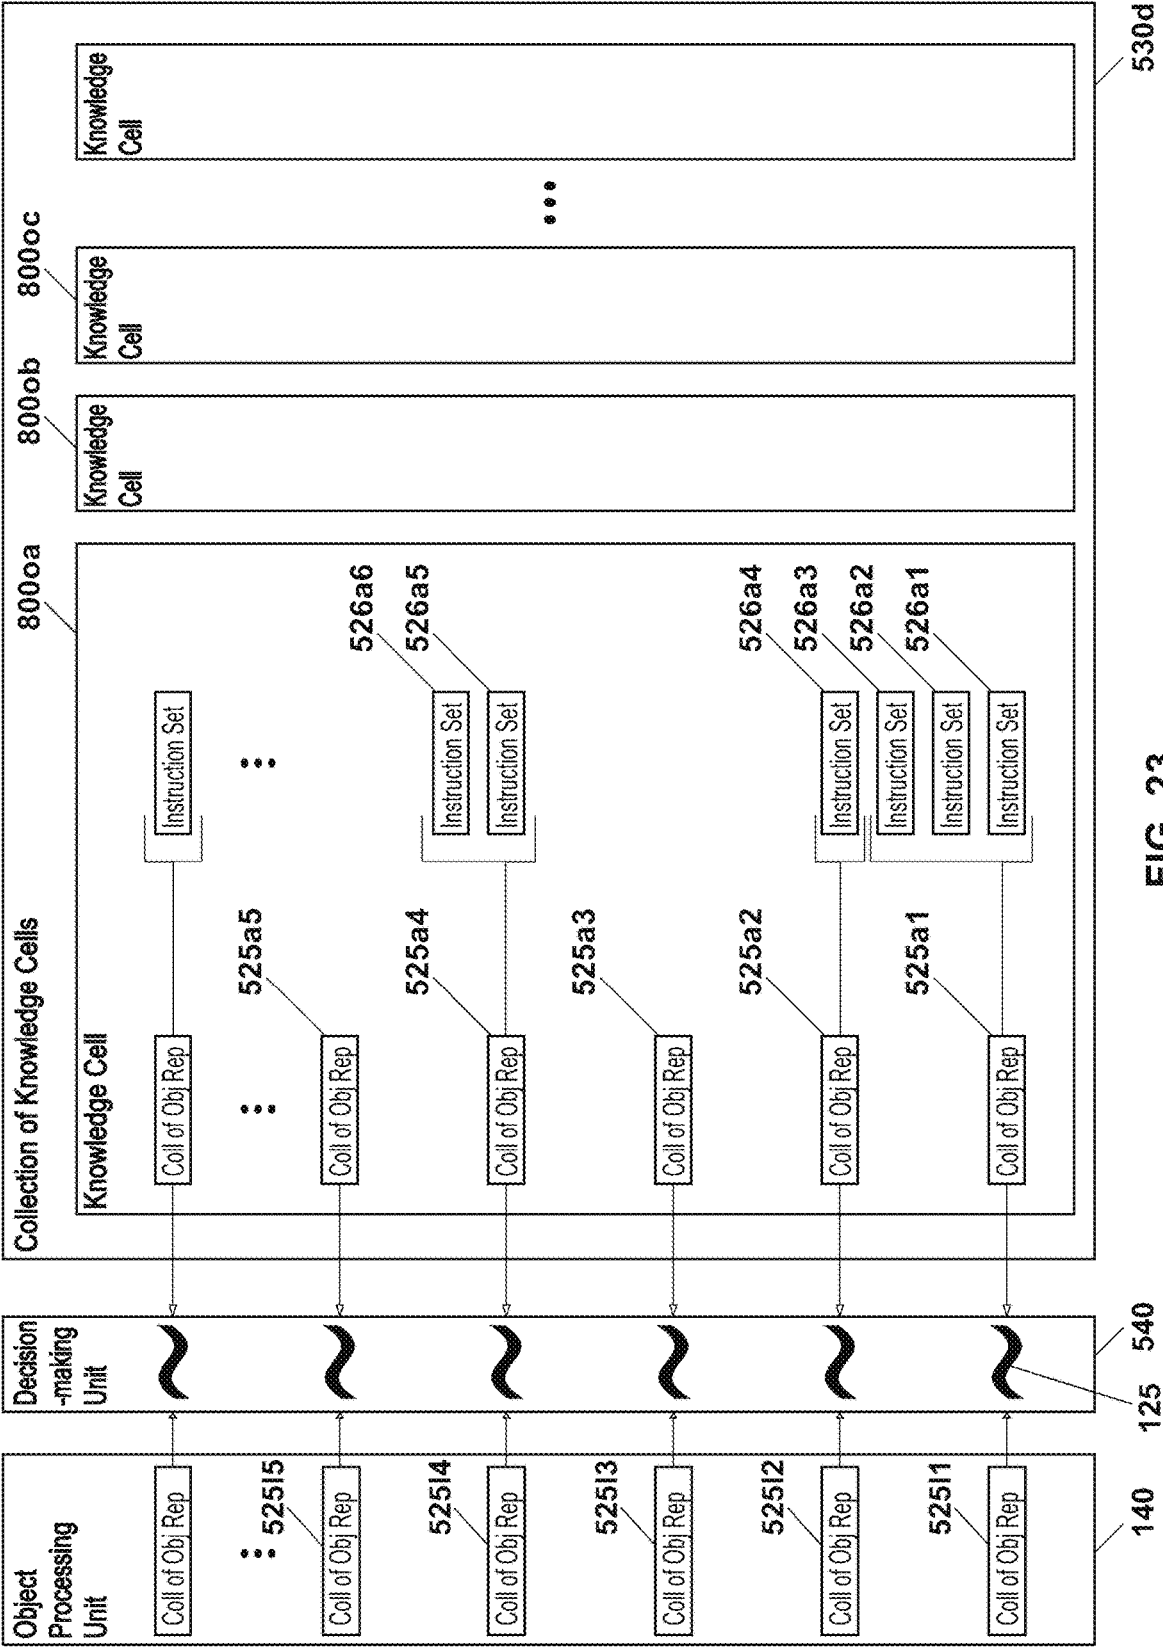 Object
Processing
Unit
Decision
-making
Unit
Collection of Knowledge Cells
800oa
800ob
800oc
Knowledge Cell
Knowledge
Cell
Knowledge
Cell
Knowledge
Cell
Coll of Obj Rep
Coll of Obj Rep
Instruction Set
...
525l5
...
525a5
...
...
Coll of Obj Rep
Coll of Obj Rep
526a6
525l4
525a4
Instruction Set
526a5
Coll of Obj Rep
Coll of Obj Rep
Instruction Set
525l3
525a3
Coll of Obj Rep
Coll of Obj Rep
525l2
525a2
526a4
Coll of Obj Rep
Coll of Obj Rep
Instruction Set
526a3
Instruction Set
526a2
525l1
525a1
Instruction Set
526a1
Coll of Obj Rep
Coll of Obj Rep
Instruction Set
140
125
540
530d
FIG. 23